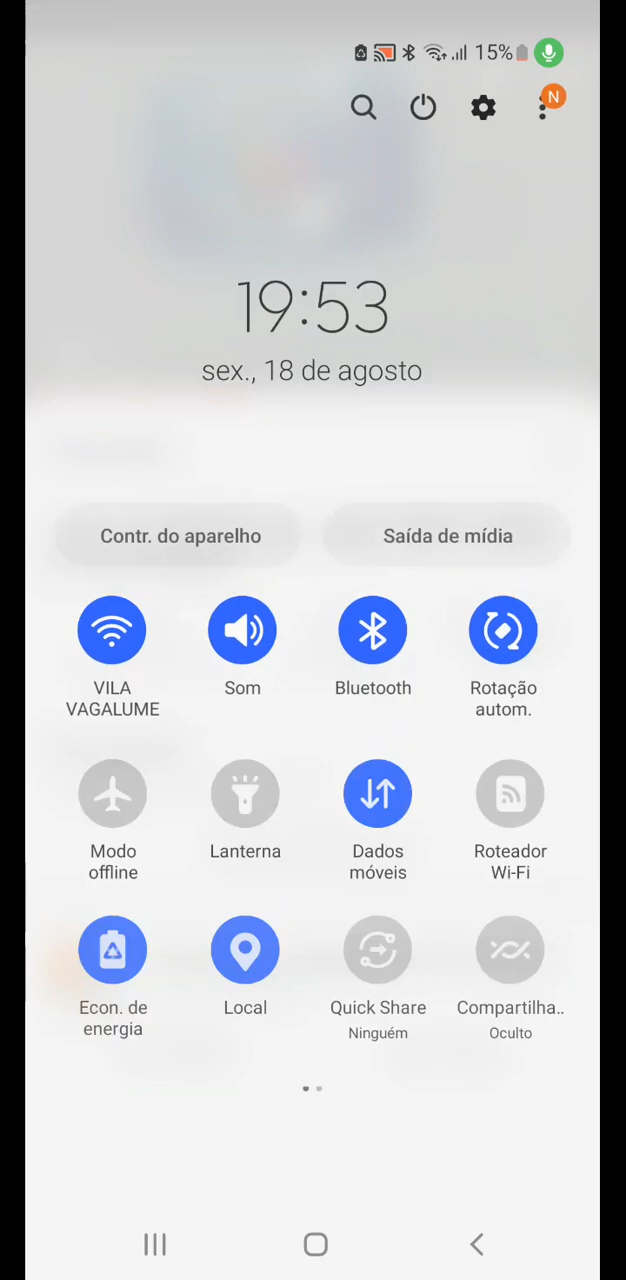 15%
N
19:53
sex., 18 de agosto
Contr. do aparelho
Saída de mídia
VILA
VAGALUME
Som
Bluetooth
Rotação
autom.
Modo
offline
Lanterna
Dados
móveis
Roteador
Wi-Fi
Econ. de
energia
Local
Quick Share
Ninguém
Compartilha..
Oculto